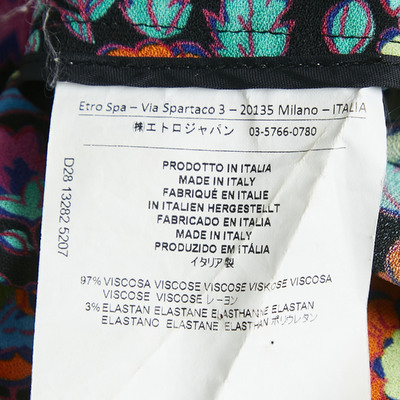 Etro Spa – Via Spartaco 3 – 20135 Milano – ITALIA
㈱エトロジャパン 03-5766-0780
D28 13282 5207
PRODOTTO IN ITALIA
MADE IN ITALY
FABRIQUÉ EN ITALIE
IN ITALIEN HERGESTELLT
FABRICADO EN ITALIA
MADE IN ITALY
PRODUZIDO EM ITÁLIA
イタリア製
97% VISCOSA VISCOSE VISCOSE VISCOSA
VISCOSE VISCOSE レーヨン
3% ELASTAN ELASTANE ELASTHANNE ELASTAN
ELASTANO ELASTANE ELASTHAN ポリウレタン